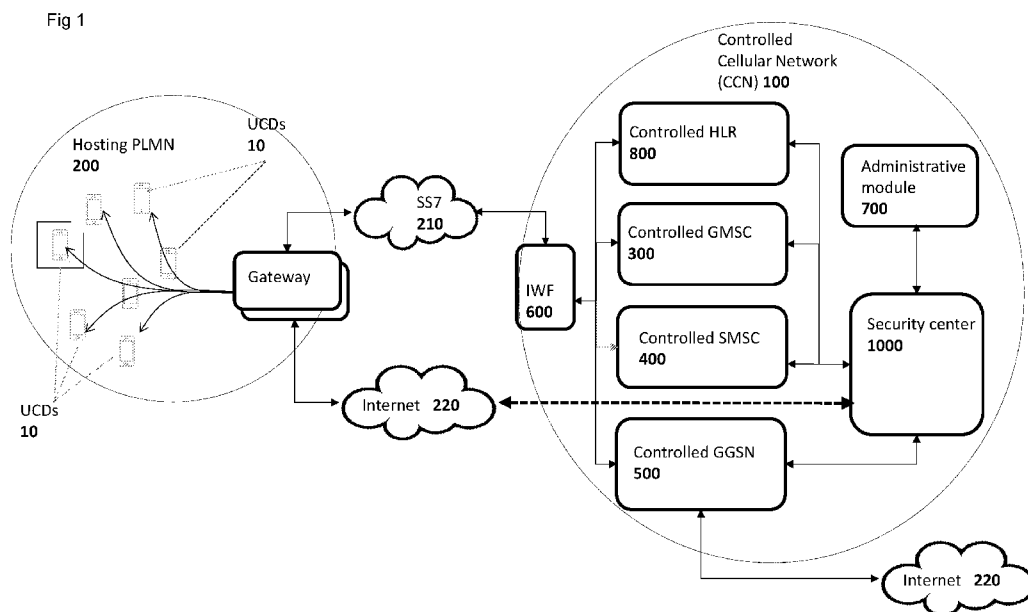 Fig 1
Hosting PLMN
200
UCDs
10
UCDs
10
Gateway
SS7
210
Internet 220
IWF
600
Controlled
Cellular Network
(CCN) 100
Controlled HLR
800
Controlled GMSC
300
Controlled SMSC
400
Controlled GGSN
500
Administrative
module
700
Security center
1000
Internet 220